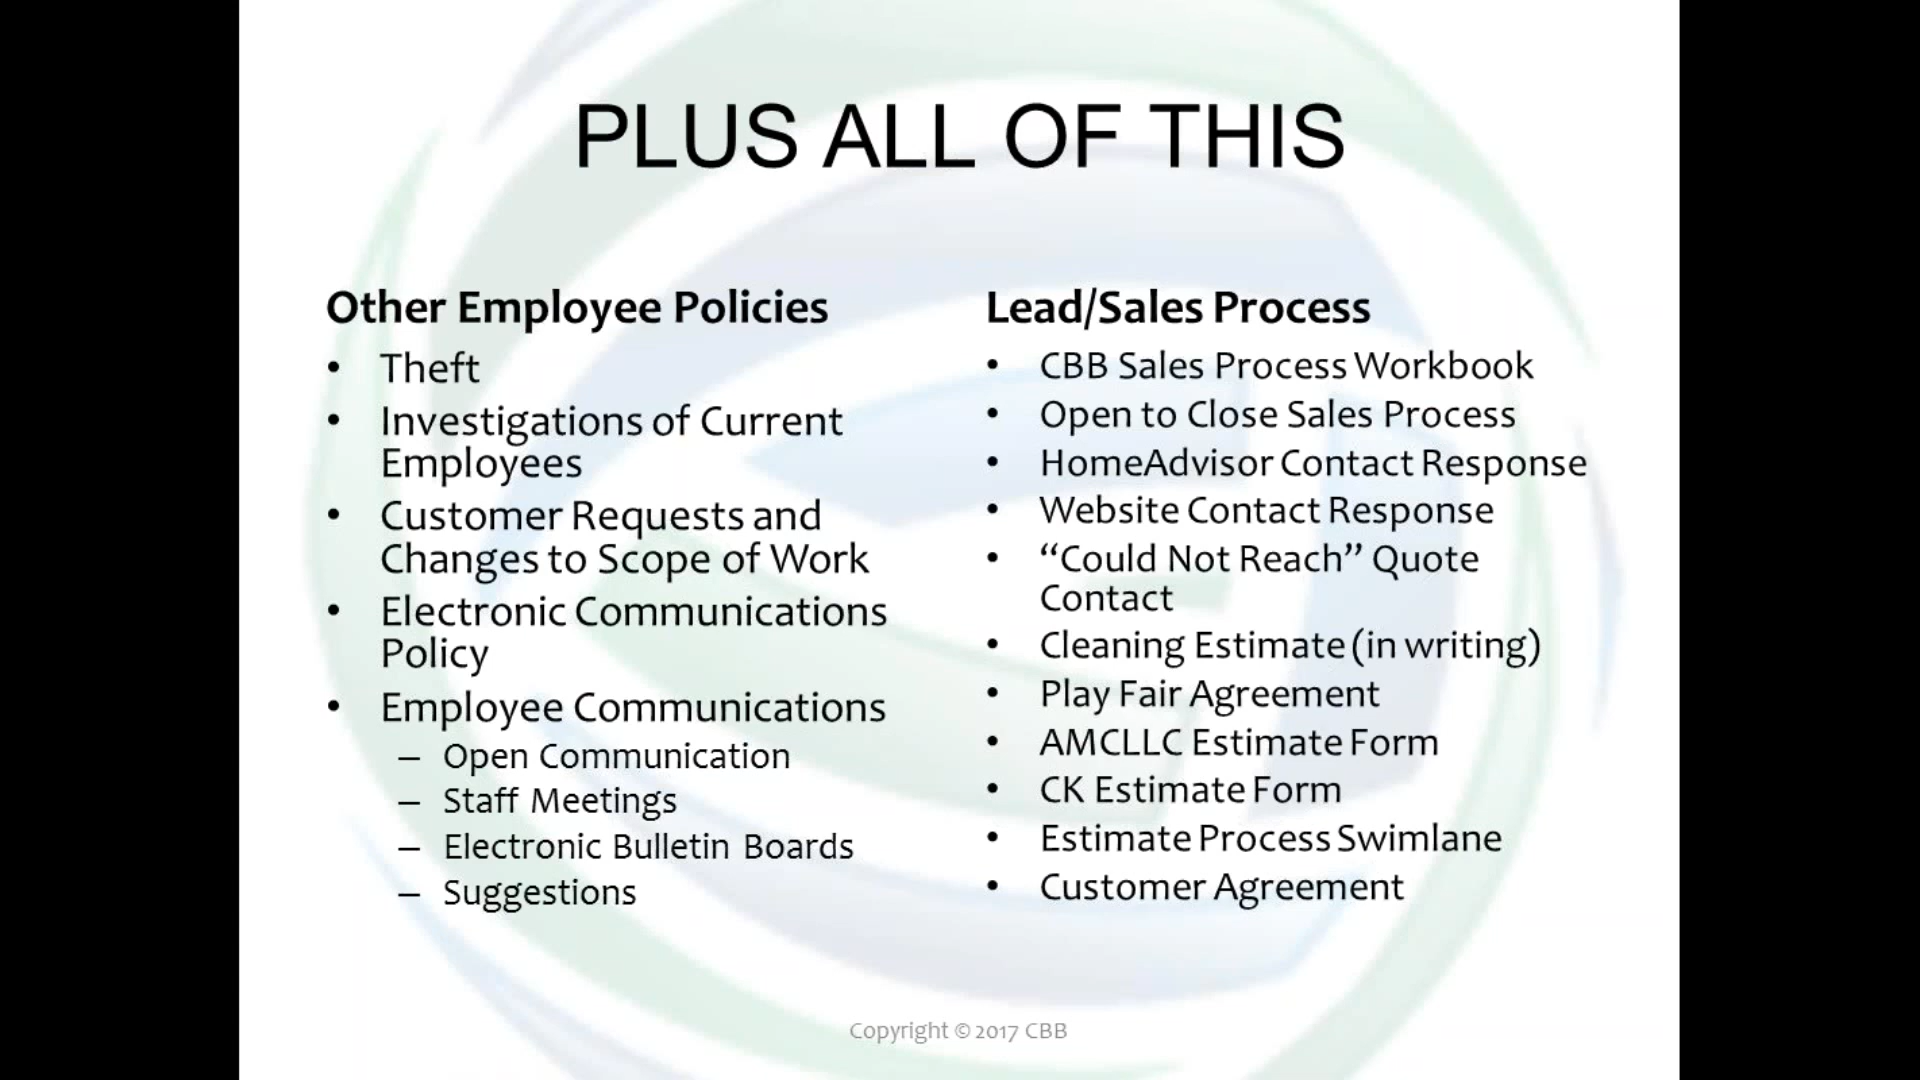 PLUS ALL OF THIS
Other Employee Policies
• Theft
• Investigations of Current
Employees
• Customer Requests and
Changes to Scope of Work
• Electronic Communications
Policy
• Employee Communications
– Open Communication
– Staff Meetings
– Electronic Bulletin Boards
– Suggestions
Lead/Sales Process
• CBB Sales Process Workbook
• Open to Close Sales Process
• HomeAdvisor Contact Response
• Website Contact Response
• “Could Not Reach” Quote
Contact
• Cleaning Estimate (in writing)
• Play Fair Agreement
• AMCLLC Estimate Form
• CK Estimate Form
• Estimate Process Swimlane
• Customer Agreement
Copyright © 2017 CBB